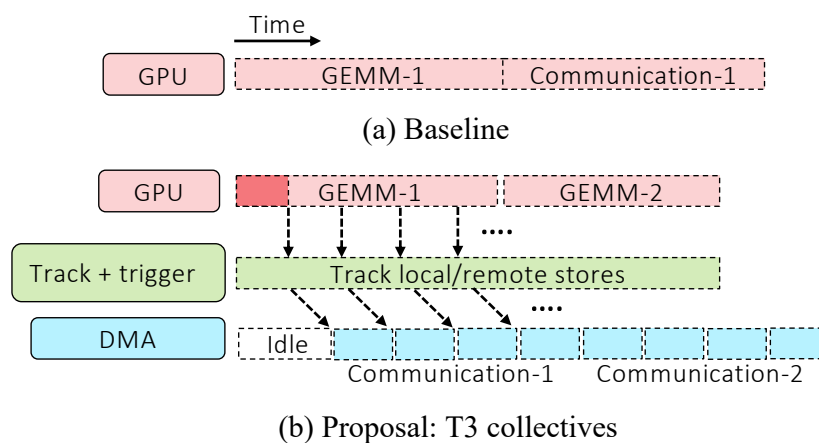 Time
GPU
GEMM-1
Communication-1
(a) Baseline
GPU
GEMM-1
GEMM-2
....
Track + trigger
Track local/remote stores
....
DMA
Idle
Communication-1
Communication-2
(b) Proposal: T3 collectives